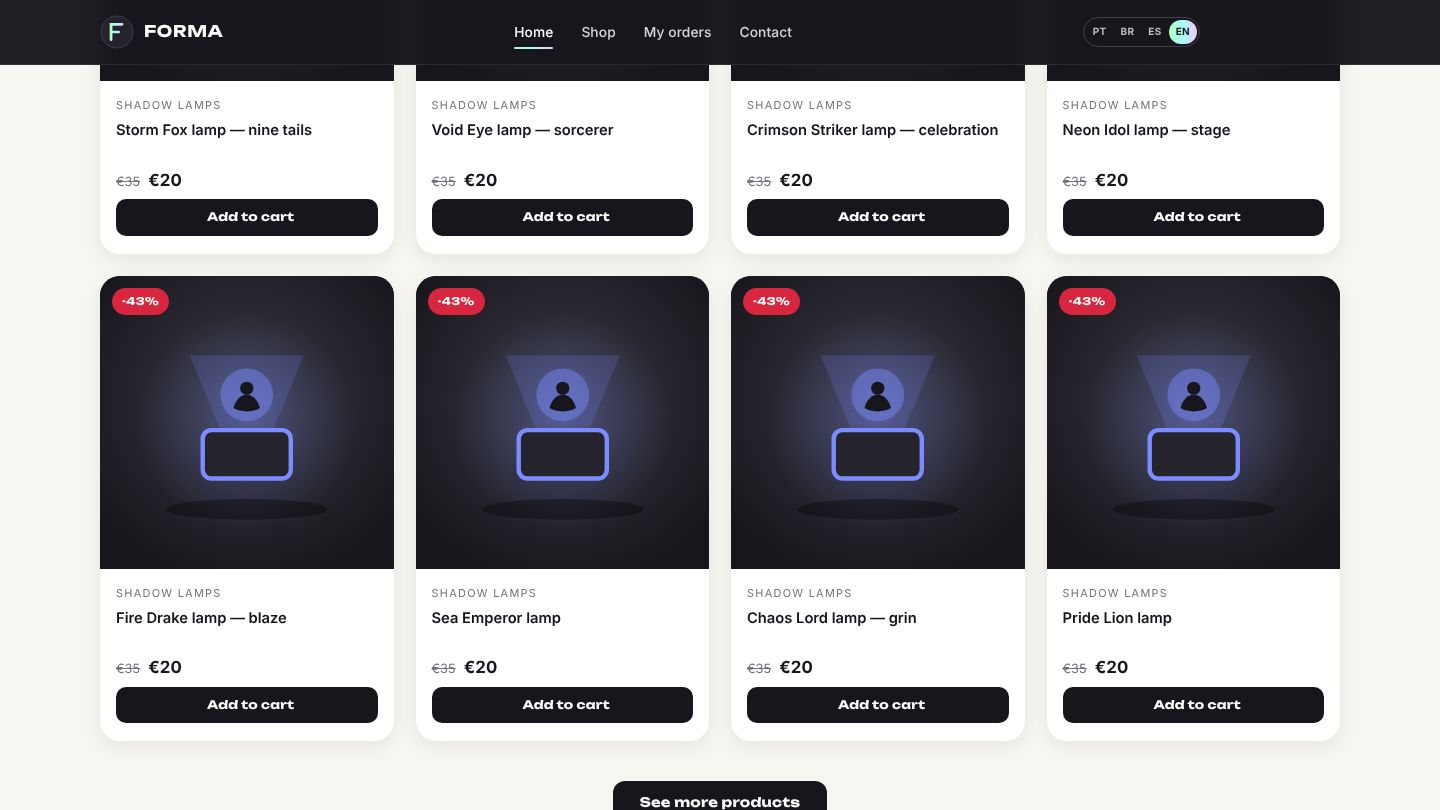 FORMA
Home Shop My orders Contact
PT BR ES EN
SHADOW LAMPS SHADOW LAMPS SHADOW LAMPS SHADOW LAMPS
Storm Fox lamp — nine tails Void Eye lamp — sorcerer Crimson Striker lamp — celebration Neon Idol lamp — stage
€35 €20 €35 €20 €35 €20 €35 €20
Add to cart Add to cart Add to cart Add to cart
-43% -43% -43% -43%
SHADOW LAMPS SHADOW LAMPS SHADOW LAMPS SHADOW LAMPS
Fire Drake lamp — blaze Sea Emperor lamp Chaos Lord lamp — grin Pride Lion lamp
€35 €20 €35 €20 €35 €20 €35 €20
Add to cart Add to cart Add to cart Add to cart
See more products